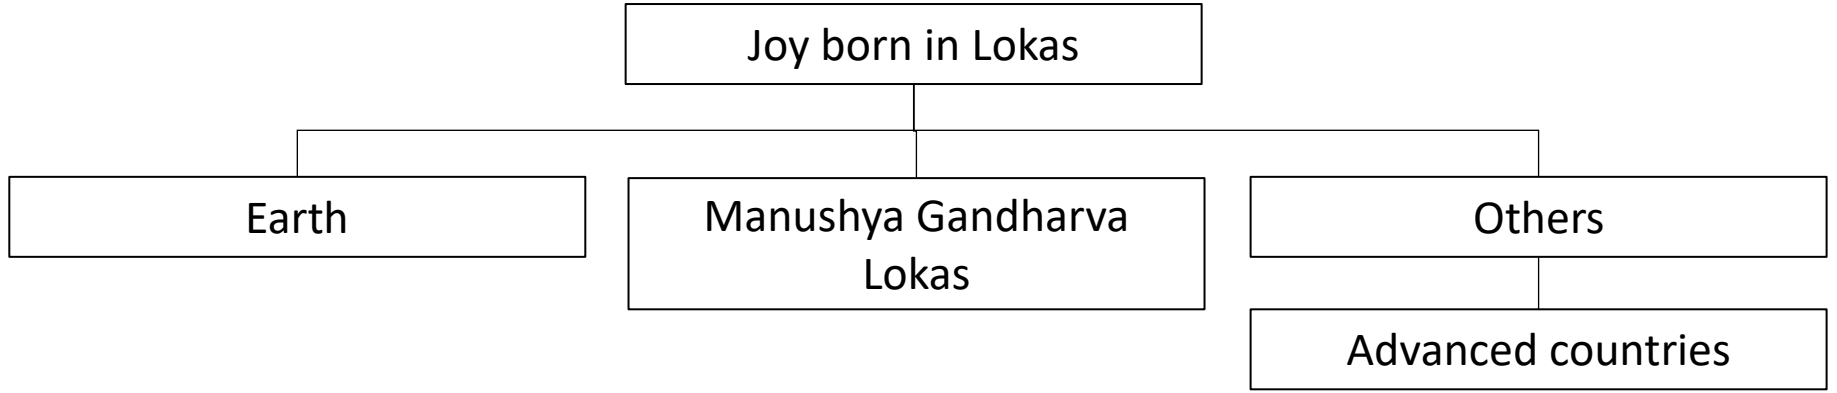 Joy born in Lokas
Earth
Manushya Gandharva
Lokas
Others
Advanced countries